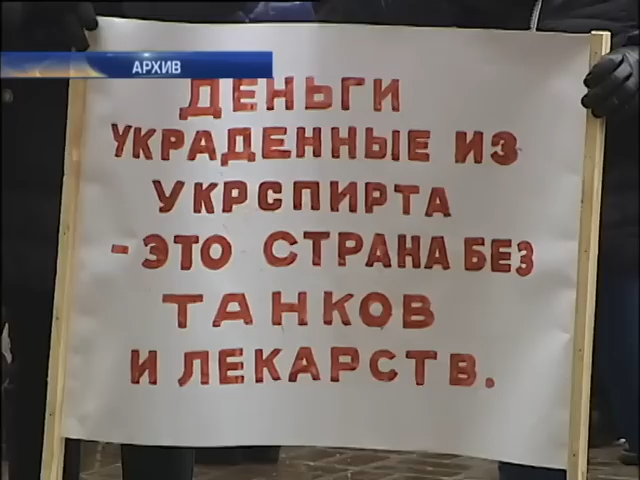 АРХИВ
ДЕНЬГИ
УКРАДЕННЫЕ ИЗ
УКРСПИРТА
- ЭТО СТРАНА БЕЗ
ТАНКОВ
И ЛЕКАРСТВ.